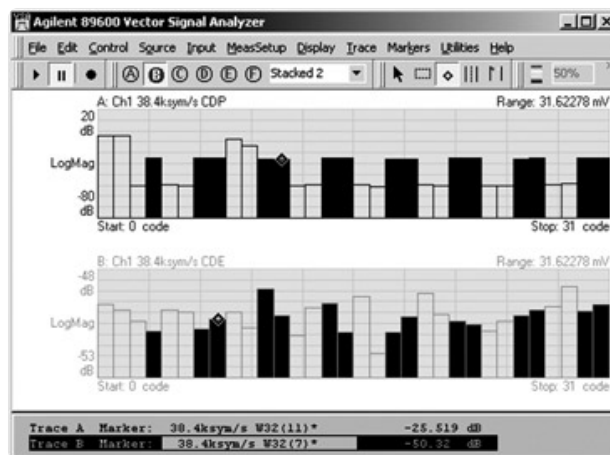 Agilent 89600 Vector Signal Analyzer
File Edit Control Source Input MeasSetup Display Trace Markers Utilities Help
A B C D E F Stacked 2 50%
A: Ch1 38.4ksym/s CDP Range: 31.62278 mV
20
dB
LogMag
-80
dB
Start: 0 code Stop: 31 code
B: Ch1 38.4ksym/s CDE Range: 31.62278 mV
-48
dB
LogMag
-53
dB
Start: 0 code Stop: 31 code
Trace A Marker: 38.4ksym/s W32(11)* -25.519 dB
Trace B Marker: 38.4ksym/s W32(7)* -50.32 dB